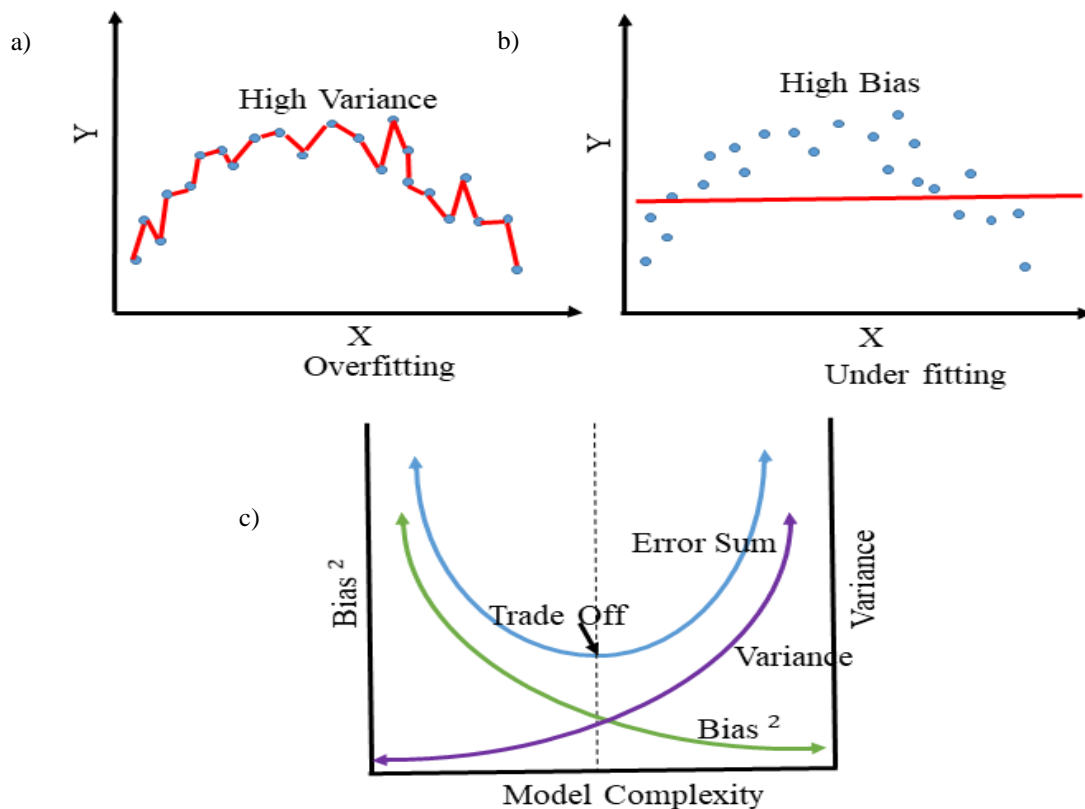 a)
High Variance
Y
X
Overfitting
b)
High Bias
Y
X
Under fitting
c)
Bias ²
Error Sum
Trade Off
Variance
Variance
Bias ²
Model Complexity